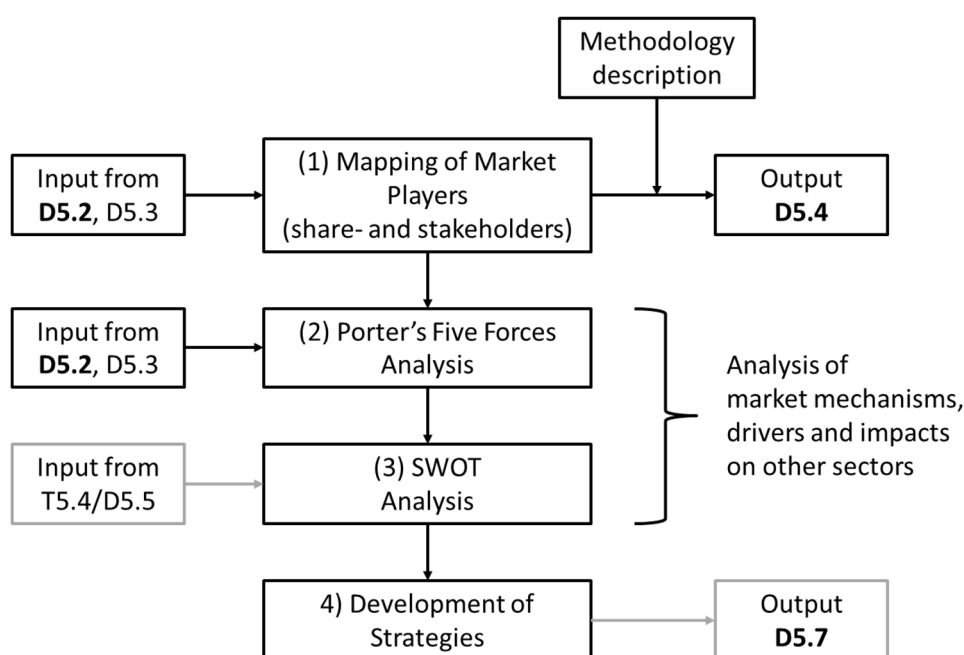 Methodology
description
Input from
D5.2, D5.3
(1) Mapping of Market
Players
(share- and stakeholders)
Output
D5.4
Input from
D5.2, D5.3
(2) Porter’s Five Forces
Analysis
Analysis of
market mechanisms,
drivers and impacts
on other sectors
Input from
T5.4/D5.5
(3) SWOT
Analysis
4) Development of
Strategies
Output
D5.7